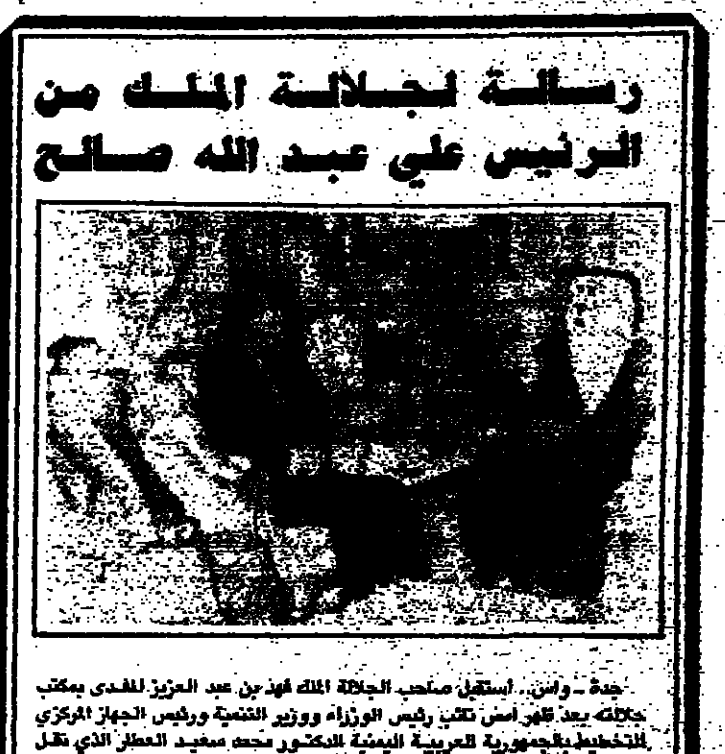 رسالة لجلالة الملك من
الرئيس علي عبد الله صالح
جدة - واس.. أستقبل صاحب الجلالة الملك فهد بن عبد العزيز المفدى بمكتب
جلالته بعد ظهر امس نائب رئيس الوزراء ووزير التنمية ورئيس الجهاز المركزي
للتخطيط بالجمهورية العربية اليمنية الدكتور محمد سعيد العطار الذي نقل